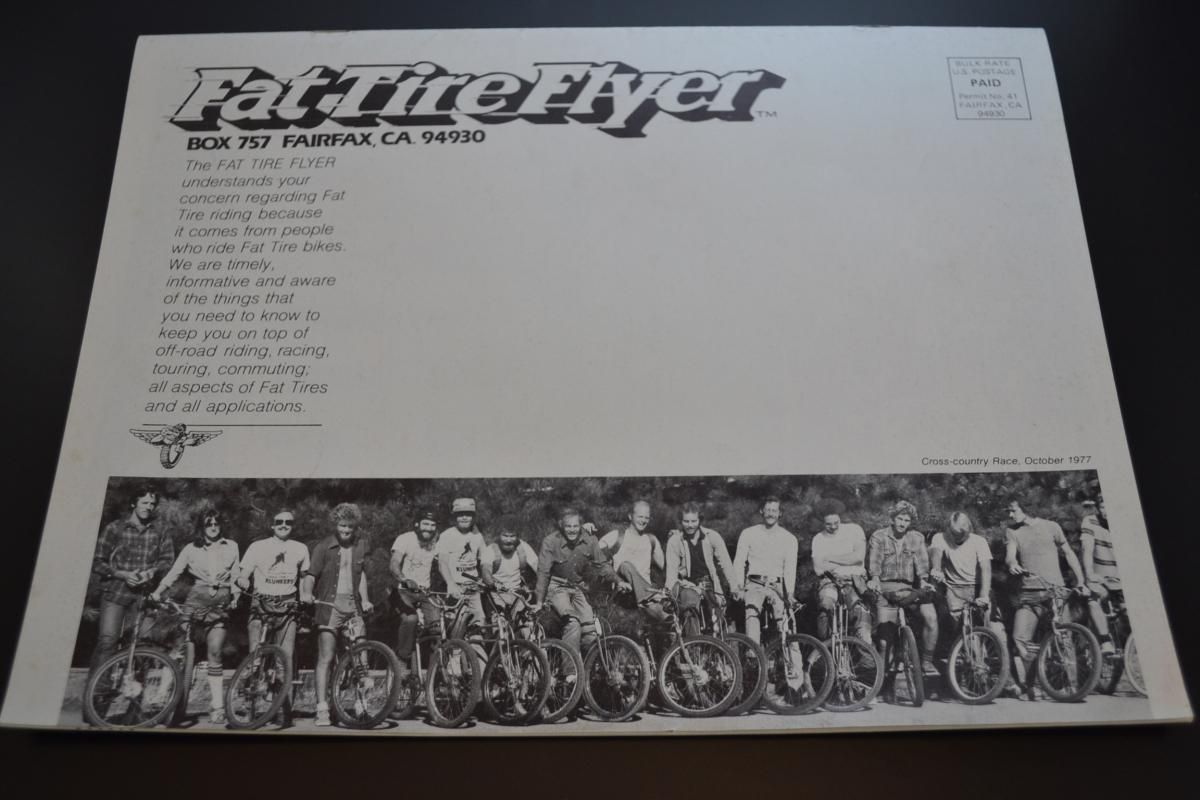 Fat Tire Flyer™
BOX 757 FAIRFAX, CA. 94930
BULK RATE
U.S. POSTAGE
PAID
Permit No. 41
FAIRFAX, CA
94930
The FAT TIRE FLYER
understands your
concern regarding Fat
Tire riding because
it comes from people
who ride Fat Tire bikes.
We are timely,
informative and aware
of the things that
you need to know to
keep you on top of
off-road riding, racing,
touring, commuting;
all aspects of Fat Tires
and all applications.
Cross-country Race, October 1977
KLUNKERS